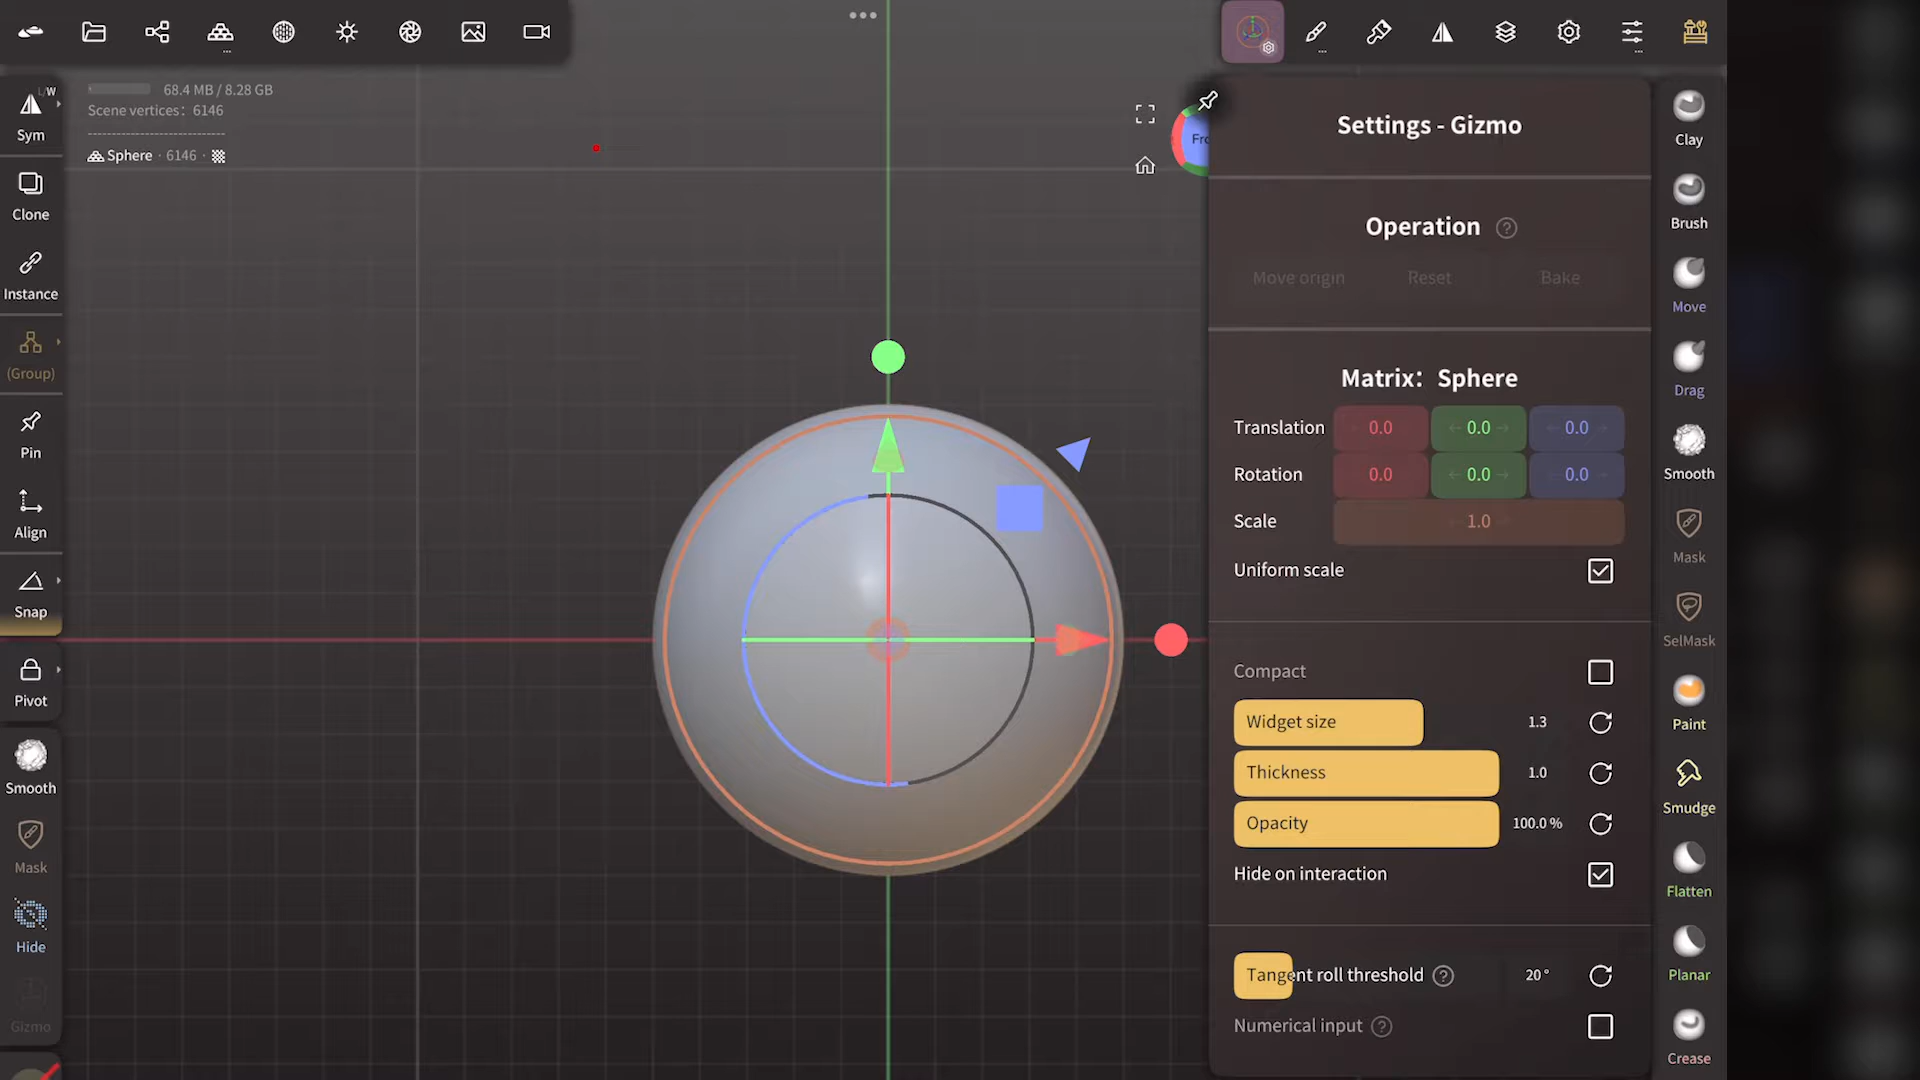 68.4 MB / 8.28 GB
Scene vertices: 6146
Sphere · 6146 ·
L/W
Sym
Clone
Instance
(Group)
Pin
Align
Snap
Pivot
Smooth
Mask
Hide
Gizmo
Fro
Settings - Gizmo
Operation ?
Move origin Reset Bake
Matrix: Sphere
Translation 0.0 0.0 0.0
Rotation 0.0 0.0 0.0
Scale 1.0
Uniform scale
Compact
Widget size 1.3
Thickness 1.0
Opacity 100.0 %
Hide on interaction
Tangent roll threshold ? 20 °
Numerical input ?
Clay
Brush
Move
Drag
Smooth
Mask
SelMask
Paint
Smudge
Flatten
Planar
Crease